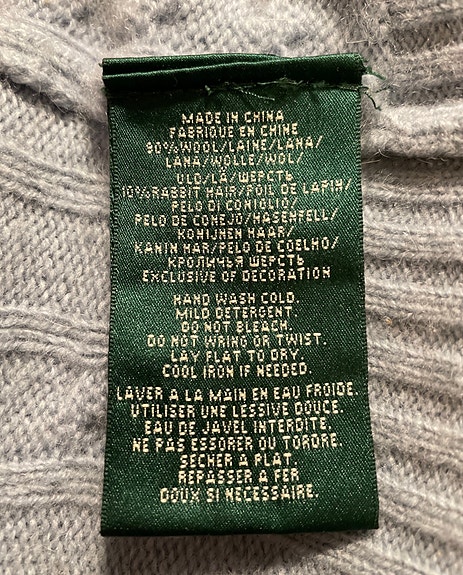 MADE IN CHINA
FABRIQUE EN CHINE
90%WOOL/LAINE/LANA/
LANA/WOLLE/WOL/
ULD/LÃ/ШЕРСТЬ
10%RABBIT HAIR/POIL DE LAPIN/
PELO DI CONIGLIO/
PELO DE CONEJO/HASENFELL/
KONIJNEN HAAR/
KANIN HAR/PELO DE COELHO/
КРОЛИЧЬЯ ШЕРСТЬ
EXCLUSIVE OF DECORATION
HAND WASH COLD.
MILD DETERGENT.
DO NOT BLEACH.
DO NOT WRING OR TWIST.
LAY FLAT TO DRY.
COOL IRON IF NEEDED.
LAVER A LA MAIN EN EAU FROIDE.
UTILISER UNE LESSIVE DOUCE.
EAU DE JAVEL INTERDITE.
NE PAS ESSORER OU TORDRE.
SECHER A PLAT
REPASSER A FER
DOUX SI NECESSAIRE.